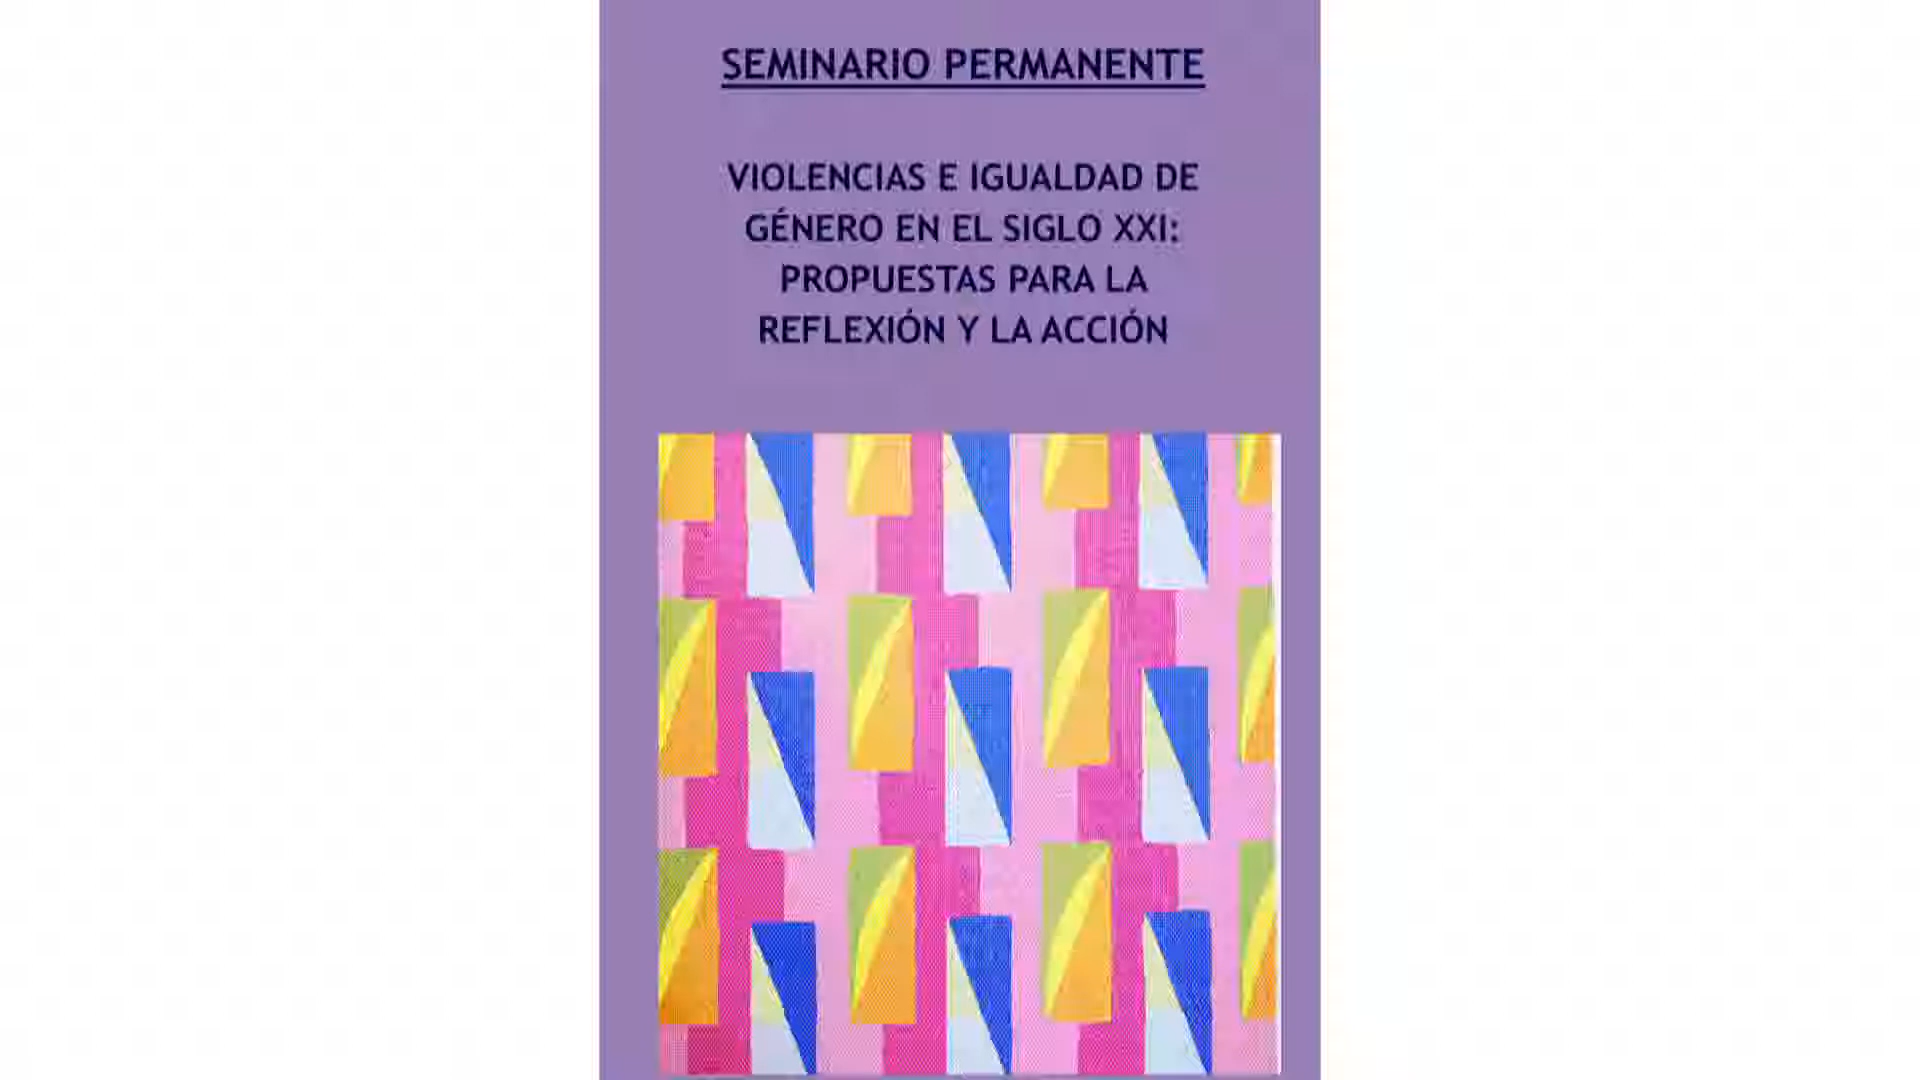 SEMINARIO PERMANENTE
VIOLENCIAS E IGUALDAD DE
GÉNERO EN EL SIGLO XXI:
PROPUESTAS PARA LA
REFLEXIÓN Y LA ACCIÓN